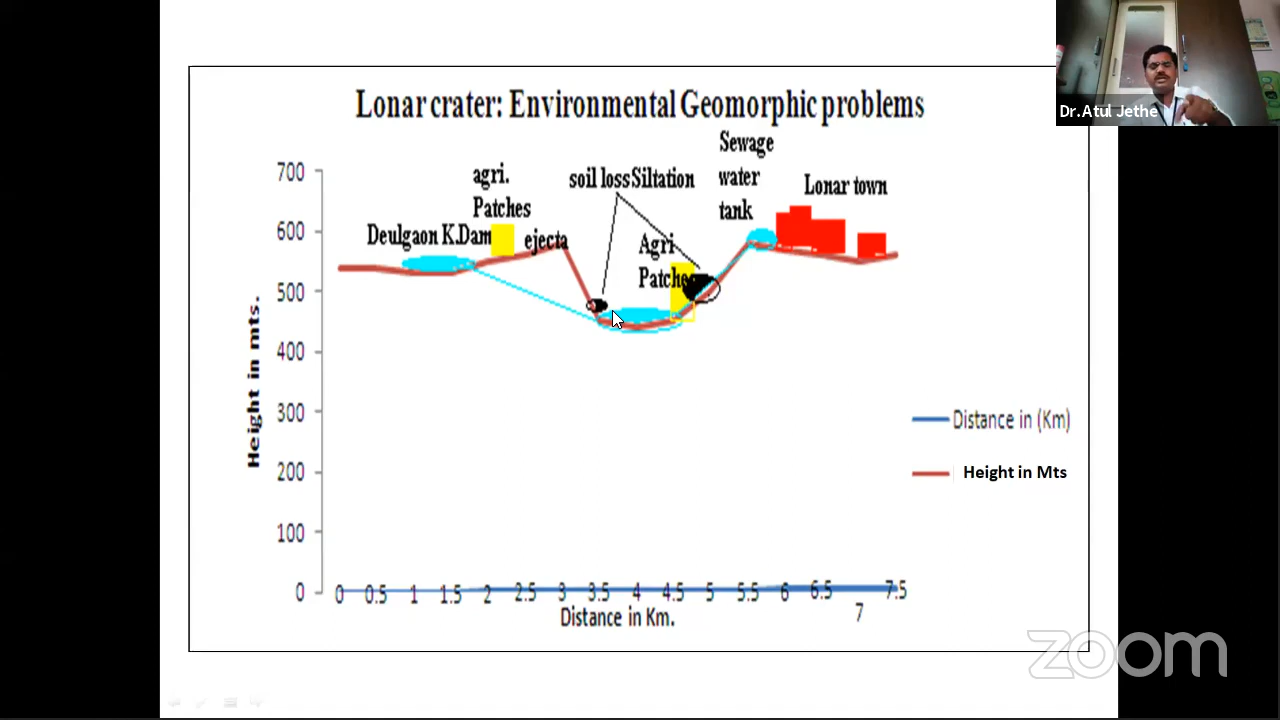 Lonar crater: Environmental Geomorphic problems
Dr.Atul Jethe
Sewage
water
tank
agri.
Patches
soil loss Siltation
Lonar town
Deulgaon K.Dam
ejecta
Agri
Patches
700
600
500
400
300
200
100
0
Height in mts.
0 0.5 1 1.5 2 2.5 3 3.5 4 4.5 5 5.5 6 6.5 7 7.5
Distance in Km.
Distance in (Km)
Height in Mts
zoom